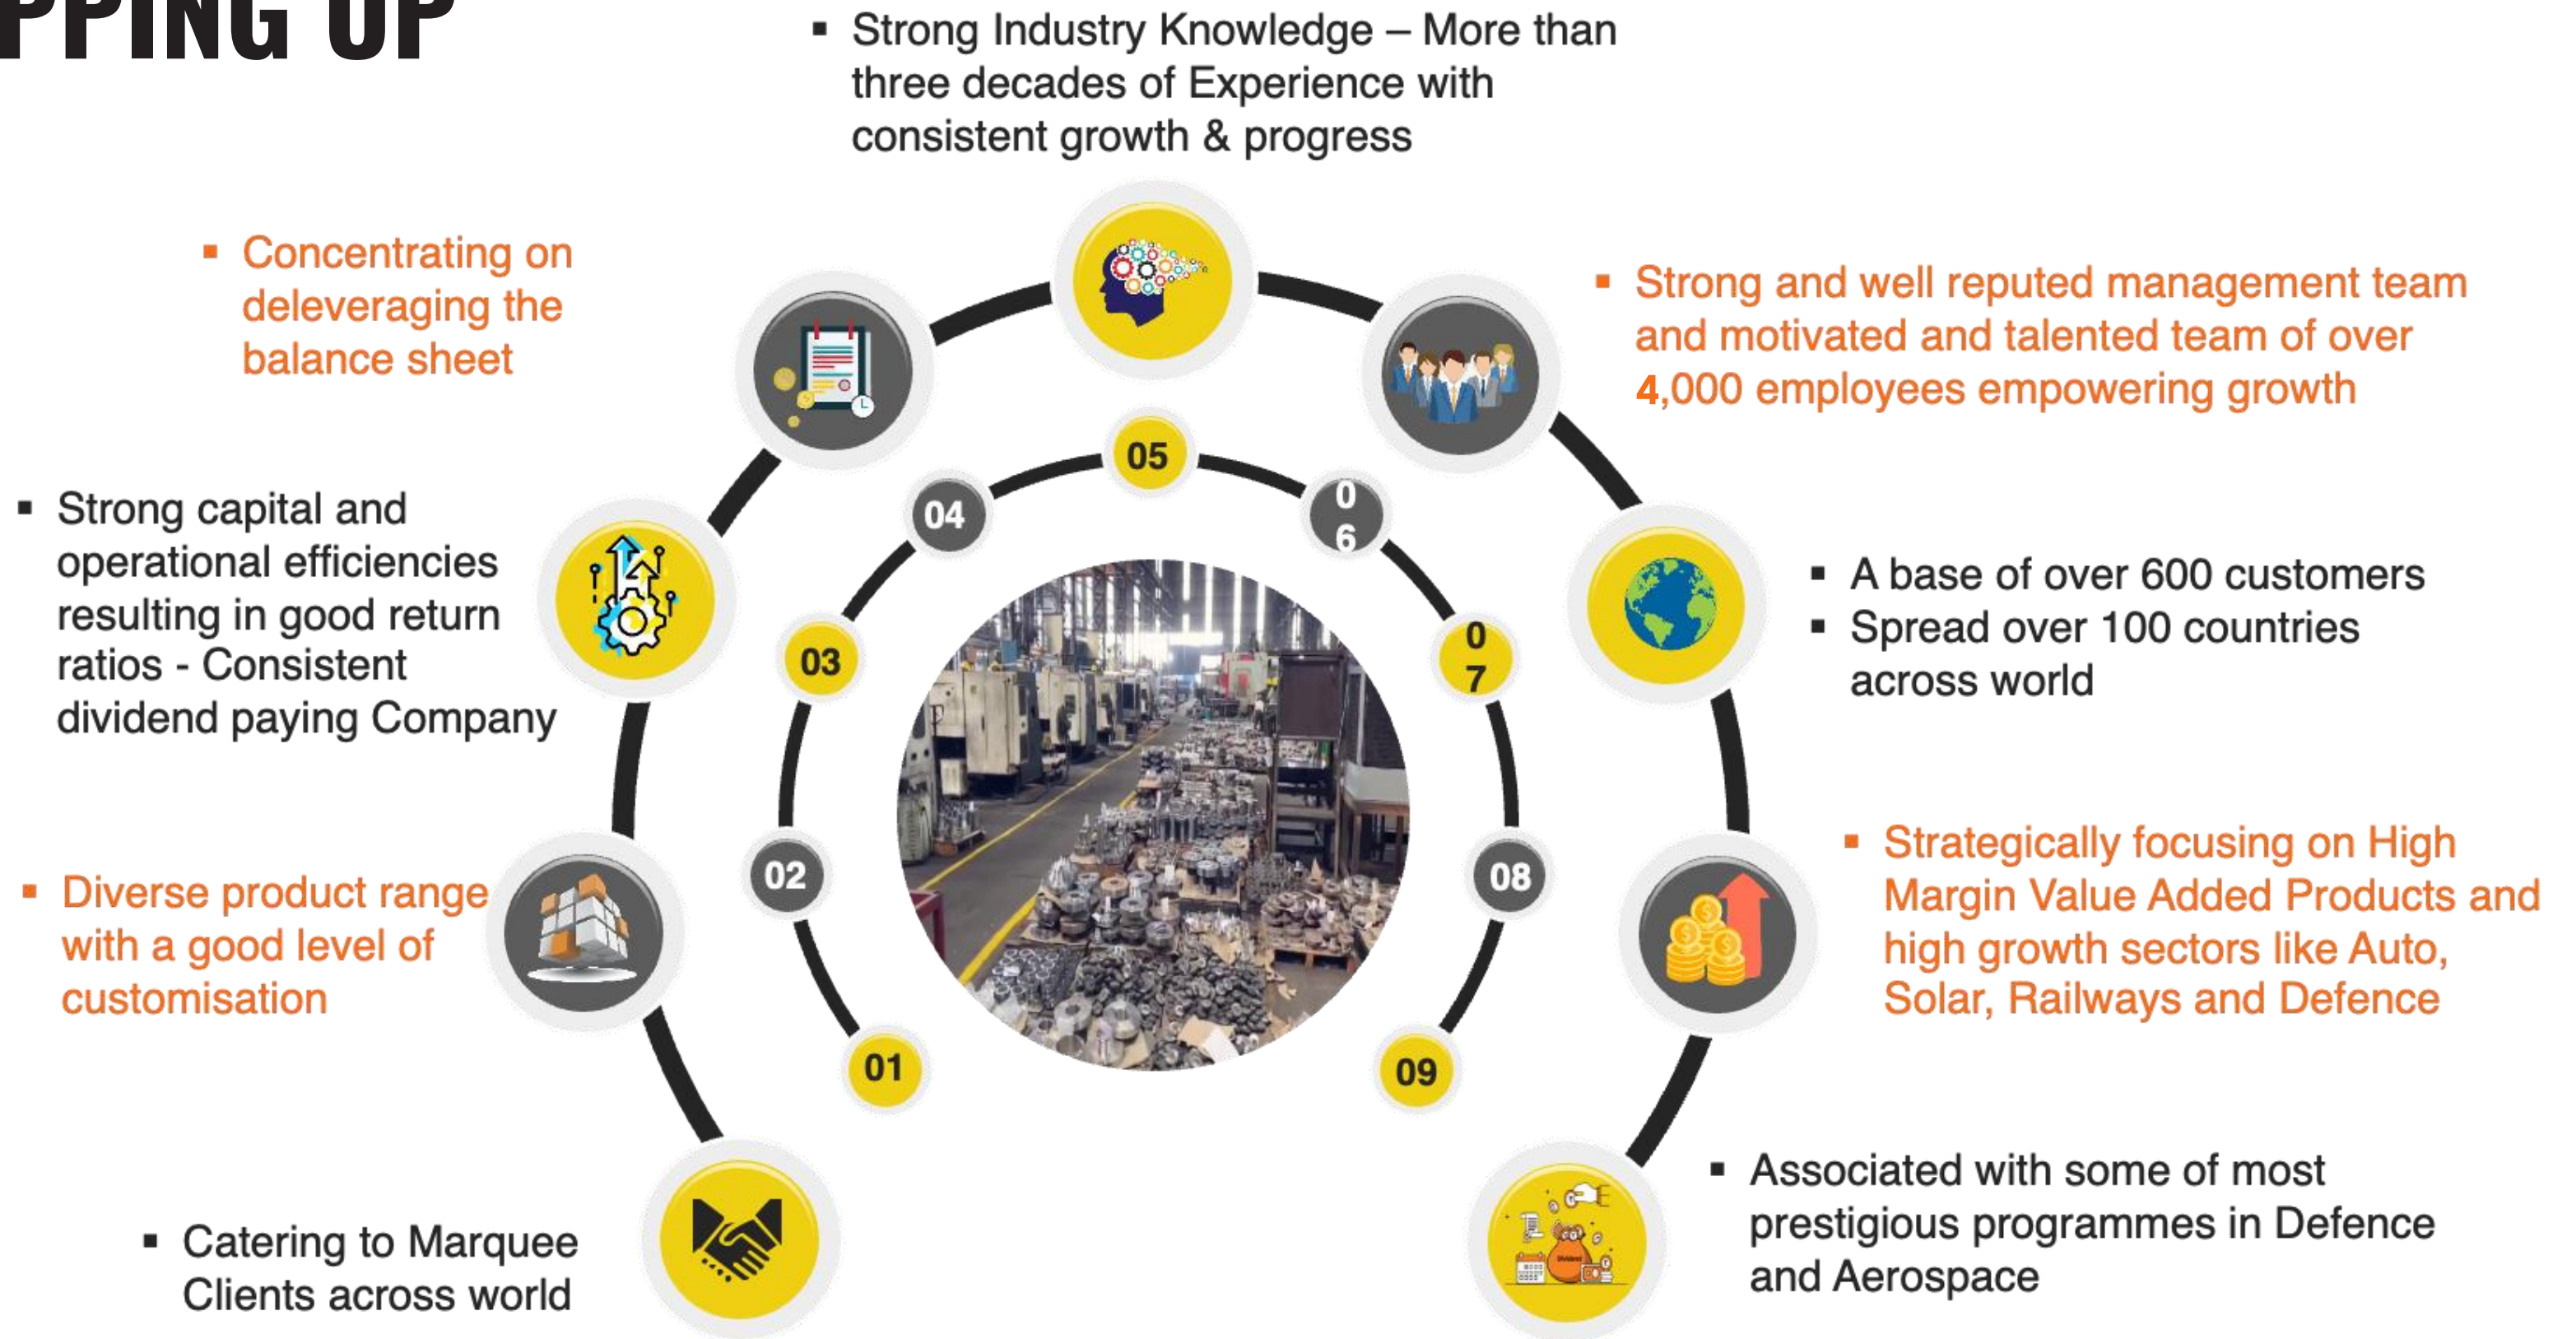 PPING UP
▪ Strong Industry Knowledge – More than
three decades of Experience with
consistent growth & progress
▪ Concentrating on
deleveraging the
balance sheet
▪ Strong and well reputed management team
and motivated and talented team of over
4,000 employees empowering growth
▪ Strong capital and
operational efficiencies
resulting in good return
ratios - Consistent
dividend paying Company
▪ A base of over 600 customers
▪ Spread over 100 countries
across world
▪ Diverse product range
with a good level of
customisation
▪ Strategically focusing on High
Margin Value Added Products and
high growth sectors like Auto,
Solar, Railways and Defence
▪ Catering to Marquee
Clients across world
▪ Associated with some of most
prestigious programmes in Defence
and Aerospace
01
02
03
04
05
0
6
0
7
08
09
Dividend